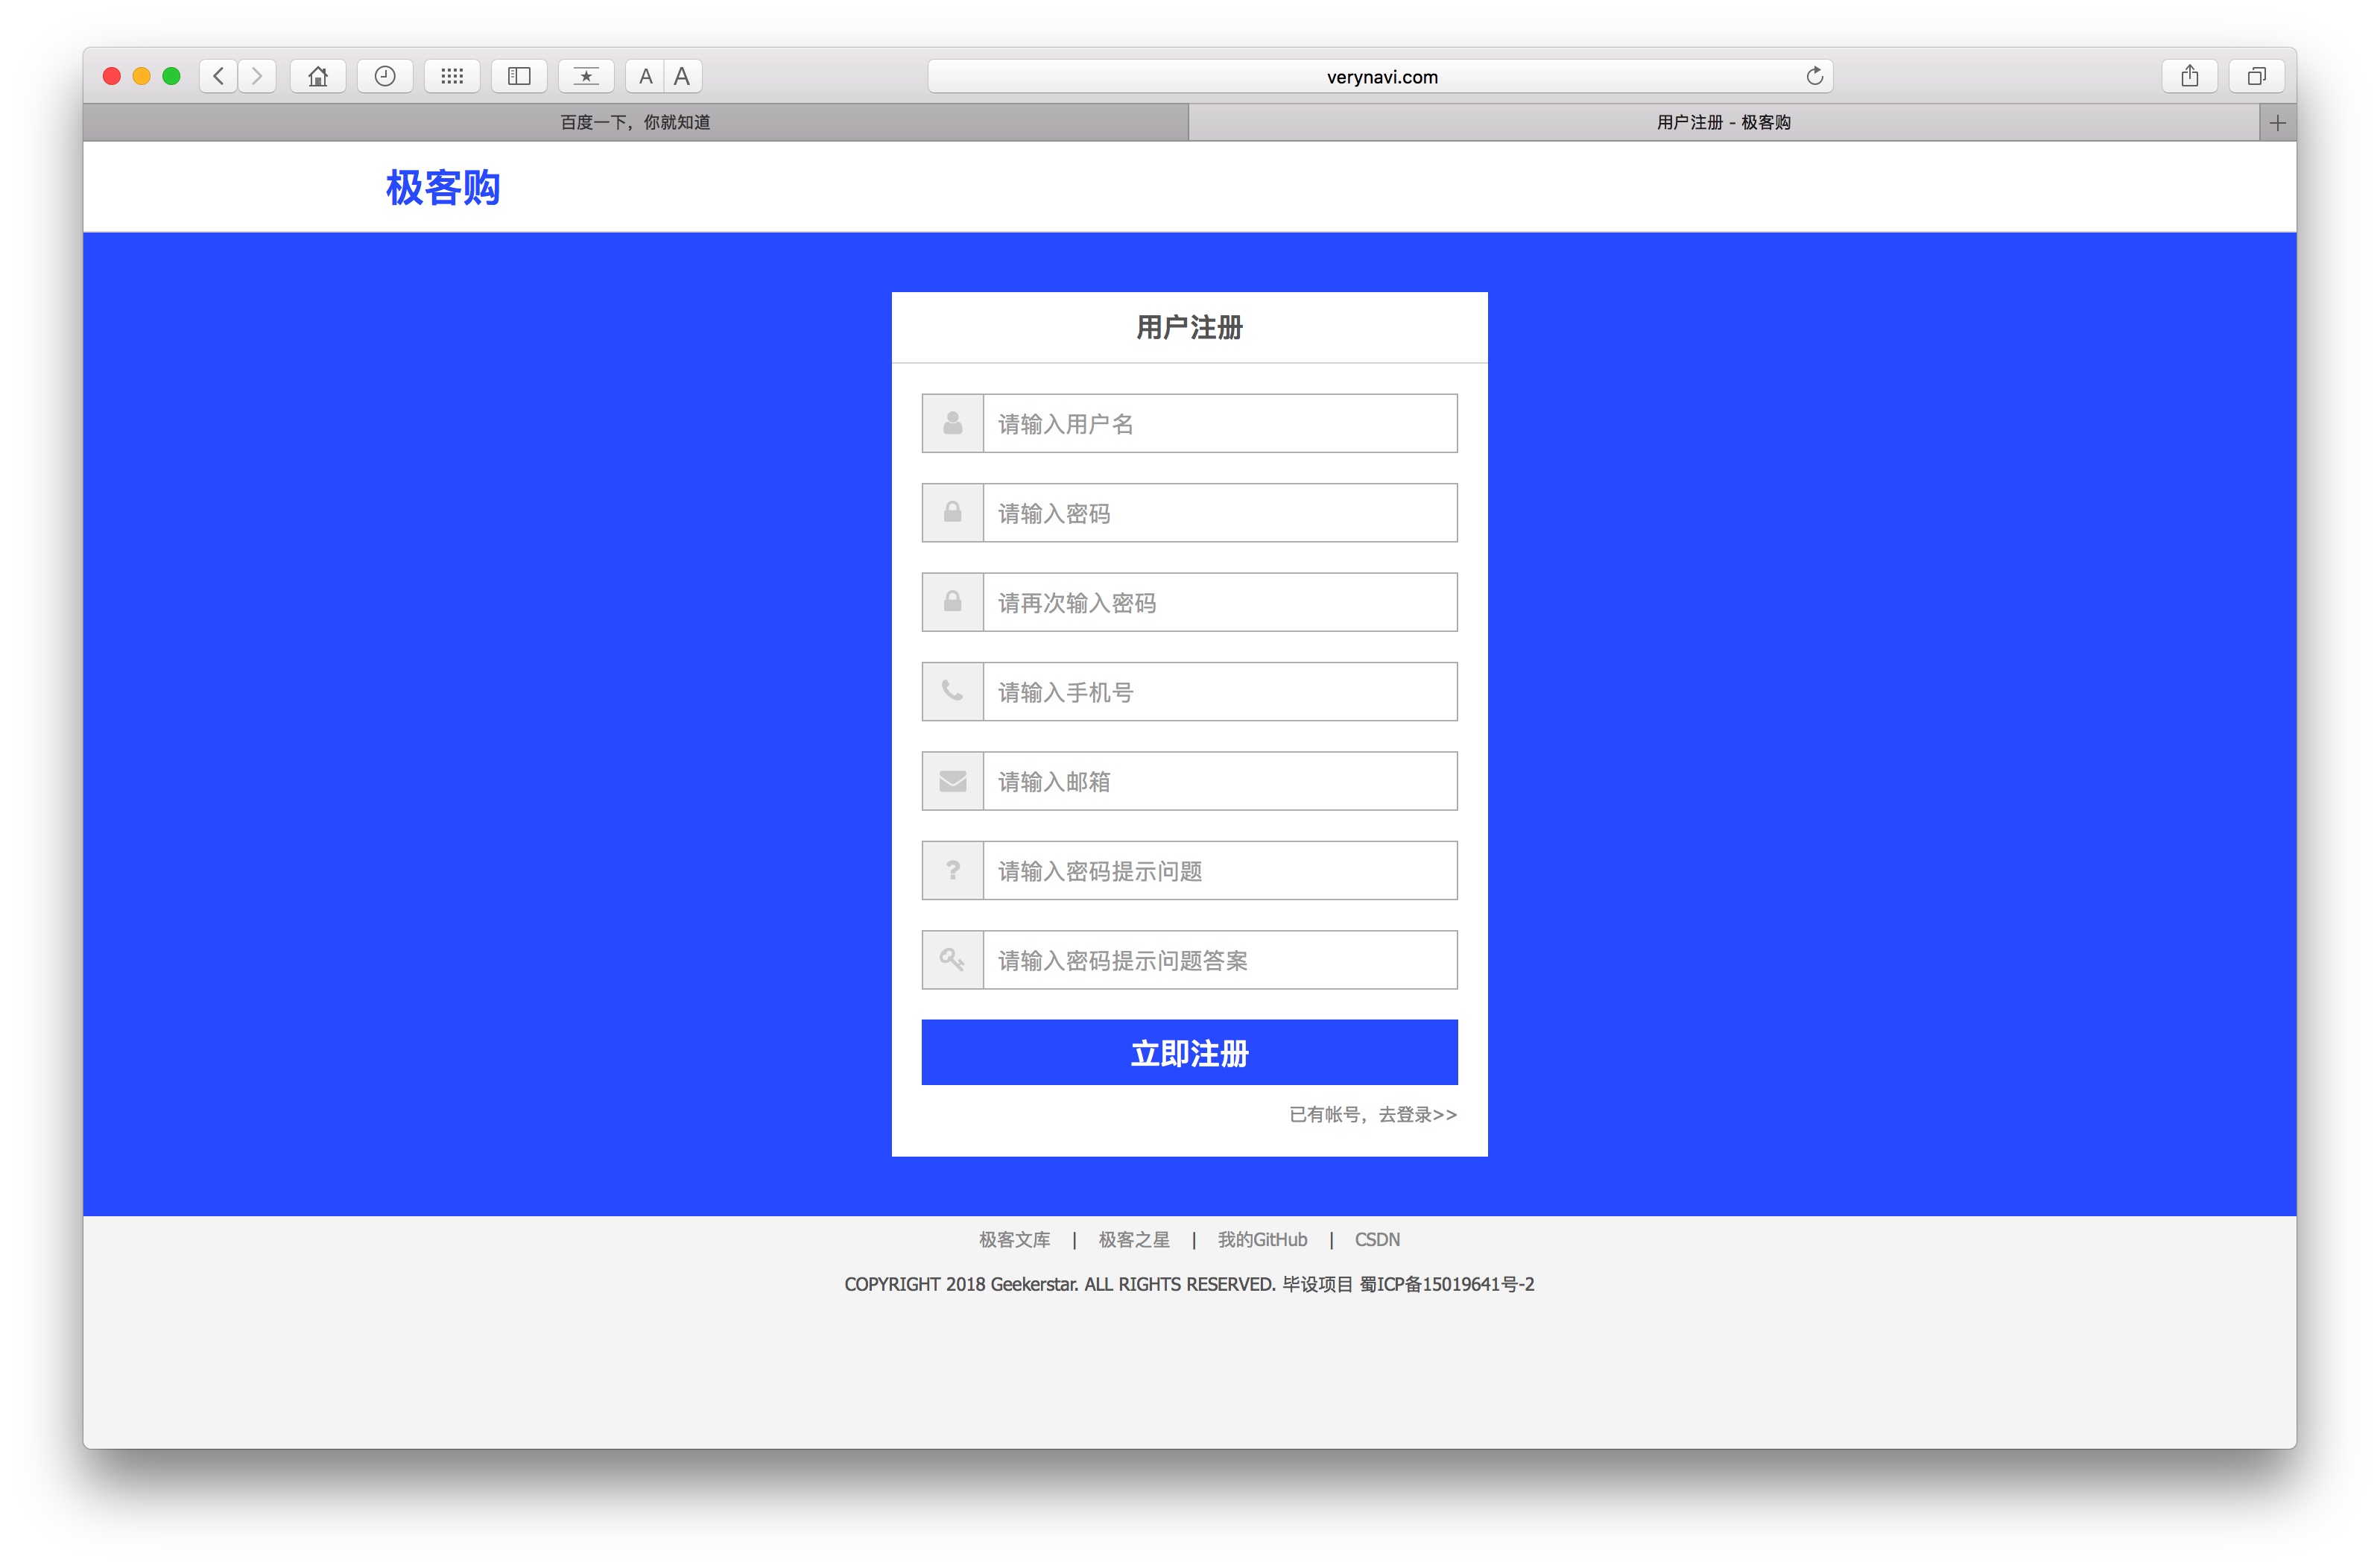 A A
verynavi.com
百度一下，你就知道
用户注册 - 极客购
极客购
用户注册
请输入用户名
请输入密码
请再次输入密码
请输入手机号
请输入邮箱
?
请输入密码提示问题
请输入密码提示问题答案
立即注册
已有帐号，去登录>>
极客文库 | 极客之星 | 我的GitHub | CSDN
COPYRIGHT 2018 Geekerstar. ALL RIGHTS RESERVED. 毕设项目 蜀ICP备15019641号-2